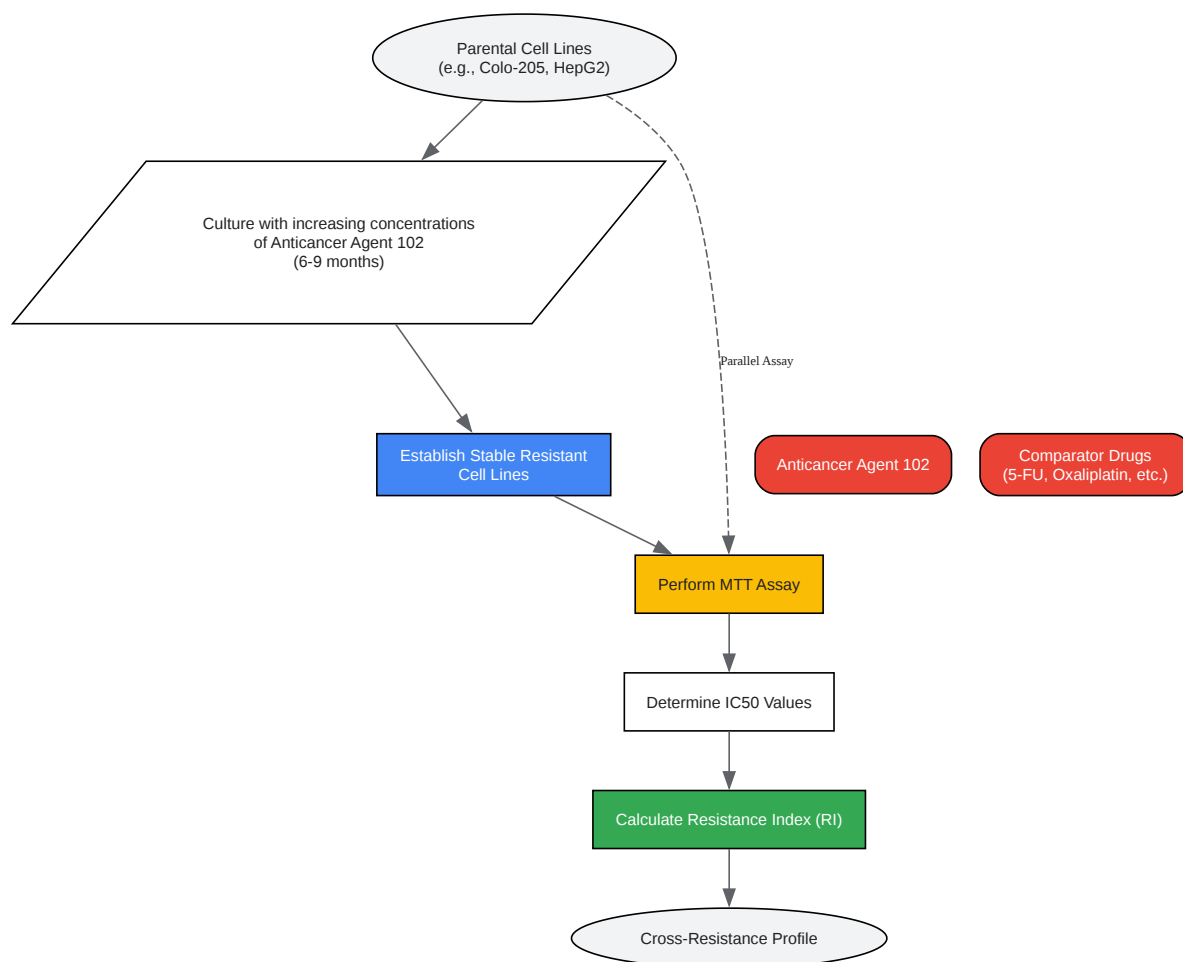 Parental Cell Lines
(e.g., Colo-205, HepG2)
Culture with increasing concentrations
of Anticancer Agent 102
(6-9 months)
Parallel Assay
Establish Stable Resistant
Cell Lines
Anticancer Agent 102
Comparator Drugs
(5-FU, Oxaliplatin, etc.)
Perform MTT Assay
Determine IC50 Values
Calculate Resistance Index (RI)
Cross-Resistance Profile